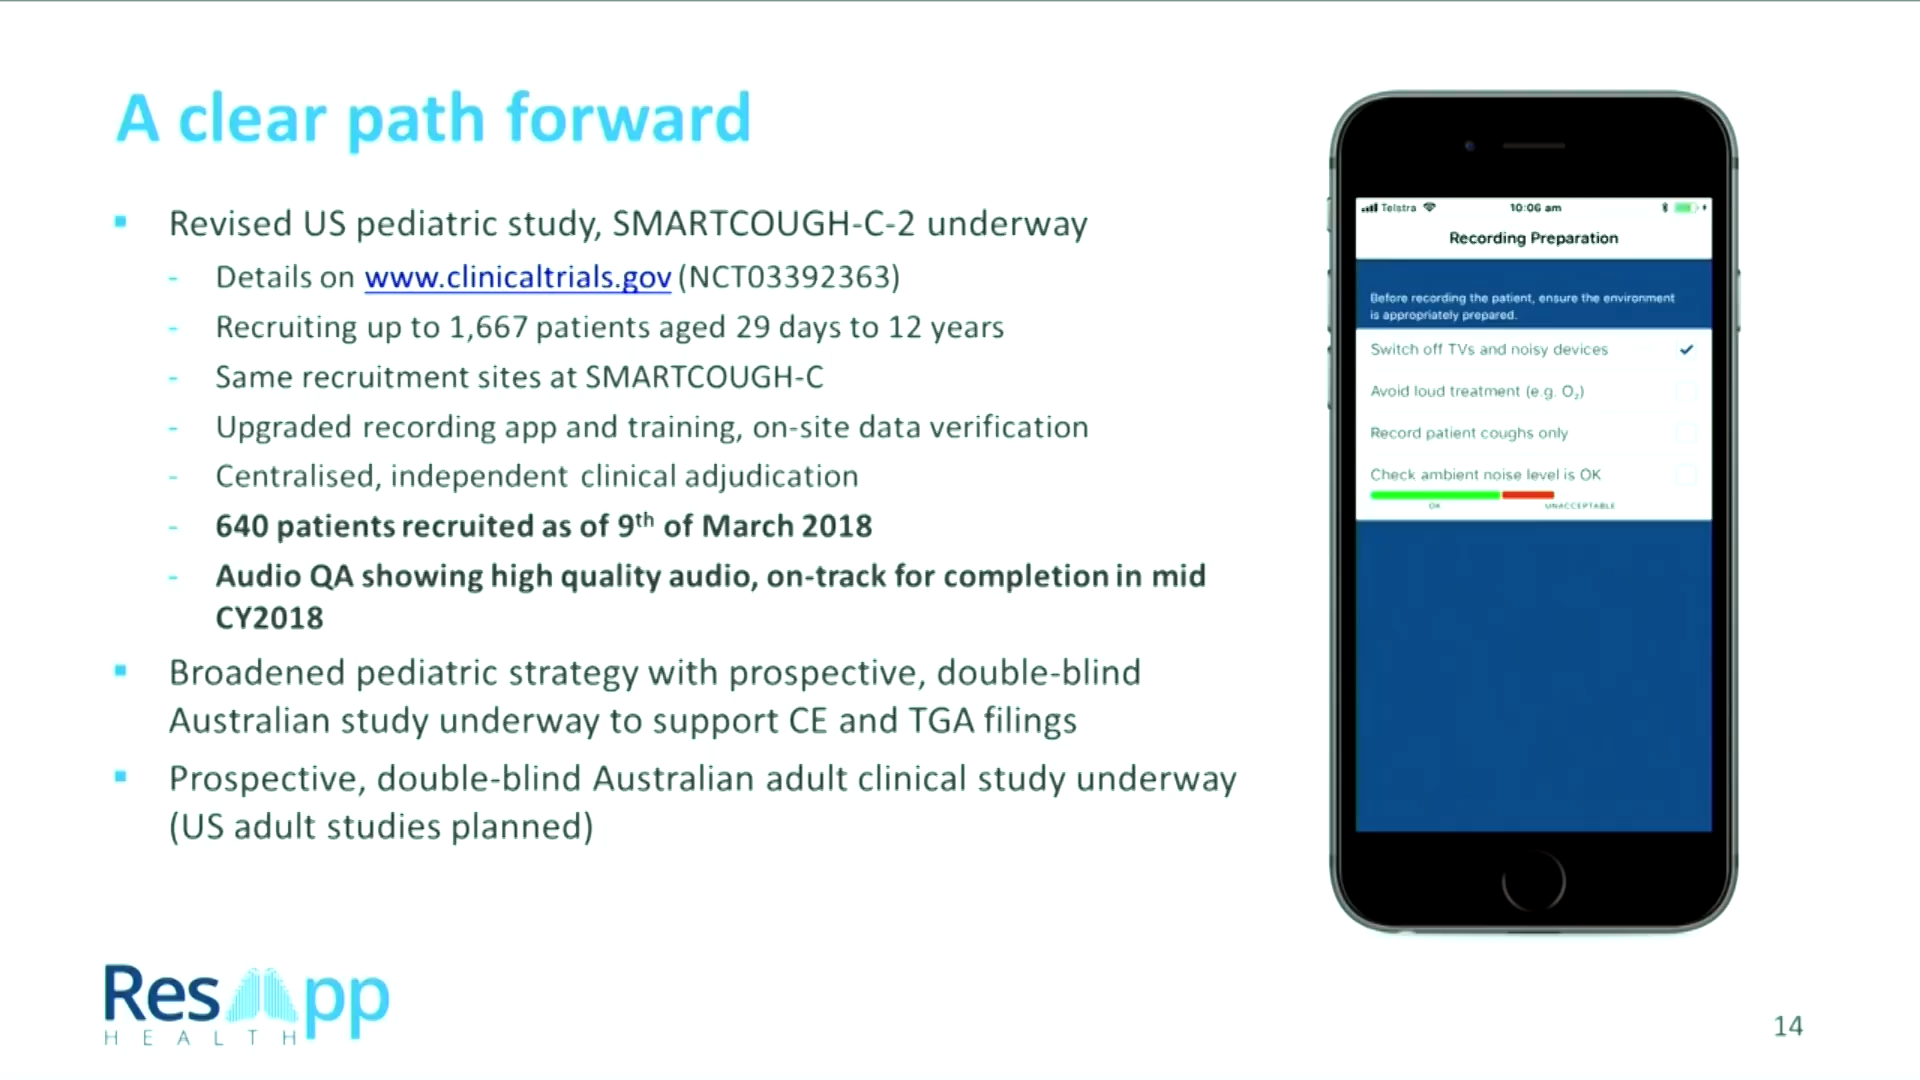 A clear path forward
Revised US pediatric study, SMARTCOUGH-C-2 underway
- Details on www.clinicaltrials.gov (NCT03392363)
- Recruiting up to 1,667 patients aged 29 days to 12 years
- Same recruitment sites at SMARTCOUGH-C
- Upgraded recording app and training, on-site data verification
- Centralised, independent clinical adjudication
- 640 patients recruited as of 9th of March 2018
- Audio QA showing high quality audio, on-track for completion in mid
CY2018
Broadened pediatric strategy with prospective, double-blind
Australian study underway to support CE and TGA filings
Prospective, double-blind Australian adult clinical study underway
(US adult studies planned)
Telstra 10:06 am
Recording Preparation
Before recording the patient, ensure the environment
is appropriately prepared.
Switch off TVs and noisy devices
Avoid loud treatment (e.g. O₂)
Record patient coughs only
Check ambient noise level is OK
OK UNACCEPTABLE
ResApp
HEALTH
14